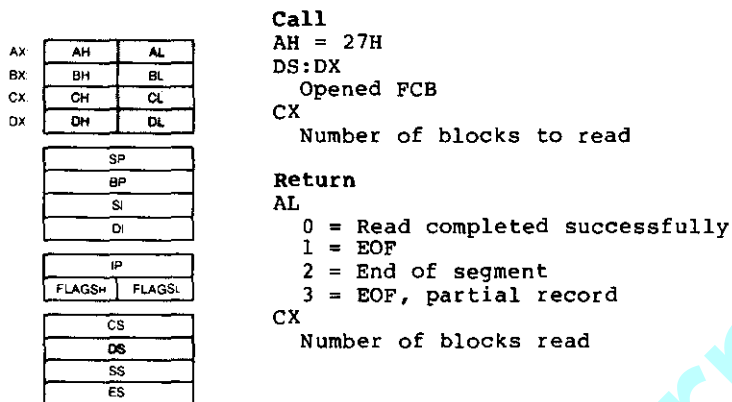 AX: AH AL
BX: BH BL
CX: CH CL
DX: DH DL
SP
BP
SI
DI
IP
FLAGSH FLAGSL
CS
DS
SS
ES
Call
AH = 27H
DS:DX
Opened FCB
CX
Number of blocks to read
Return
AL
0 = Read completed successfully
1 = EOF
2 = End of segment
3 = EOF, partial record
CX
Number of blocks read